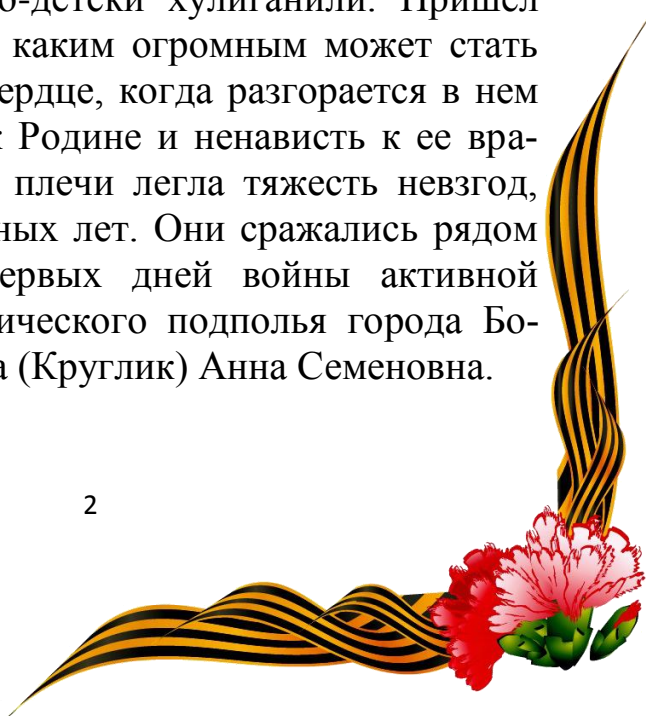 о-детски хулиганили. Пришел
каким огромным может стать
ердце, когда разгорается в нем
Родине и ненависть к ее вра-
плечи легла тяжесть невзгод,
ных лет. Они сражались рядом
ервых дней войны активной
ического подполья города Бо-
а (Круглик) Анна Семеновна.
2